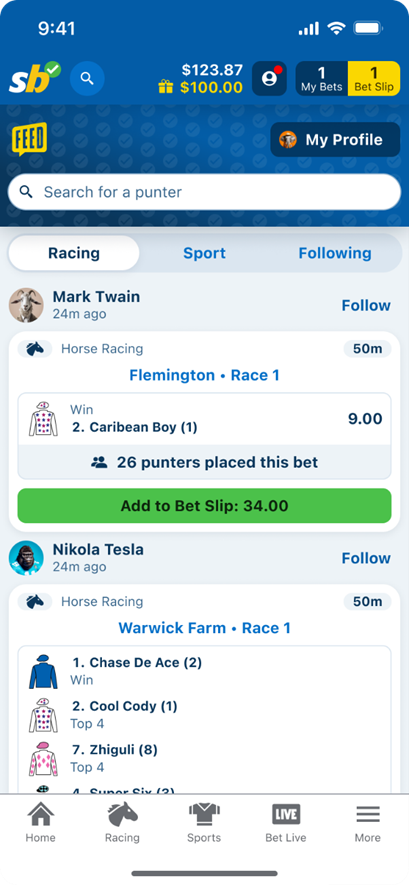 9:41
sb
$123.87
$100.00
1
My Bets
1
Bet Slip
FEED
My Profile
Search for a punter
Racing
Sport
Following
Mark Twain
24m ago
Follow
Horse Racing
50m
Flemington • Race 1
Win
2. Caribean Boy (1)
9.00
26 punters placed this bet
Add to Bet Slip: 34.00
Nikola Tesla
24m ago
Follow
Horse Racing
50m
Warwick Farm • Race 1
1. Chase De Ace (2)
Win
2. Cool Cody (1)
Top 4
7. Zhiguli (8)
Top 4
4. Super Six (3)
LIVE
Home
Racing
Sports
Bet Live
More